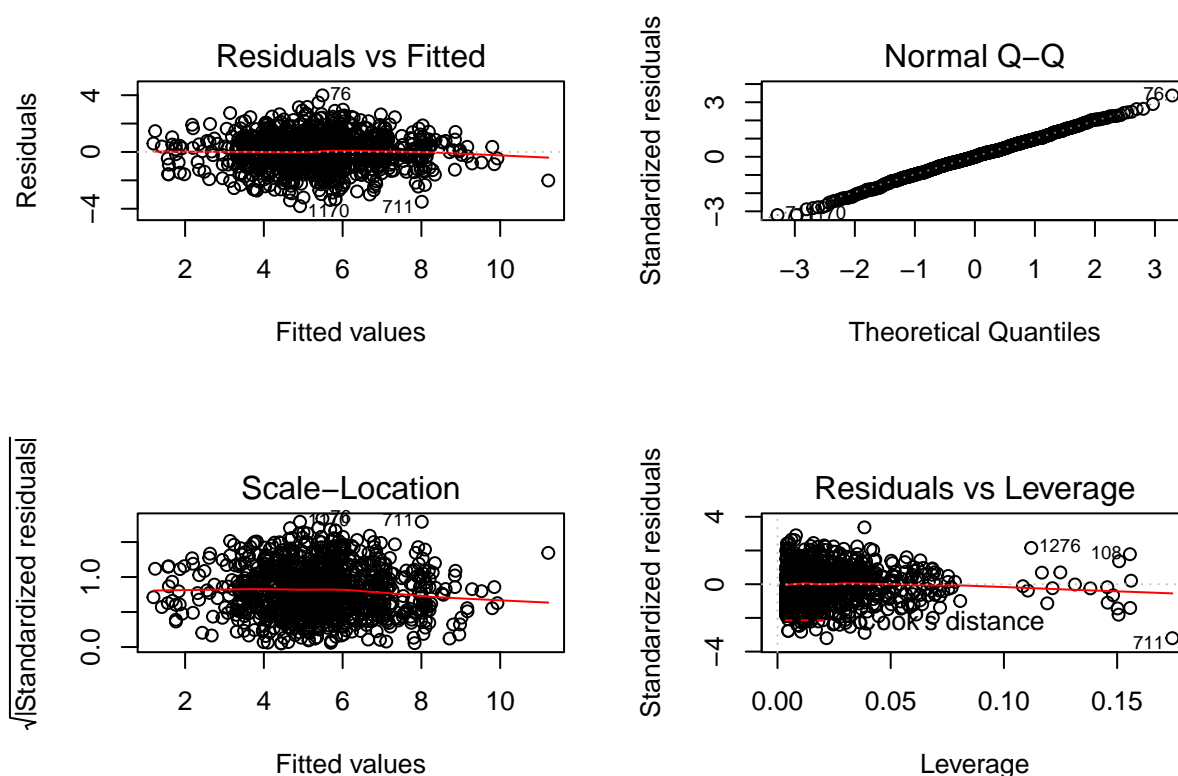 Residuals vs Fitted
Residuals
4
0
−4
76
1170
711
2 4 6 8 10
Fitted values
Normal Q−Q
Standardized residuals
3
0
−3
76
−3 −2 −1 0 1 2 3
Theoretical Quantiles
Scale−Location
√|Standardized residuals|
1.0
0.0
711
2 4 6 8 10
Fitted values
Residuals vs Leverage
Standardized residuals
4
0
−4
1276
108
distance
711
0.00 0.05 0.10 0.15
Leverage